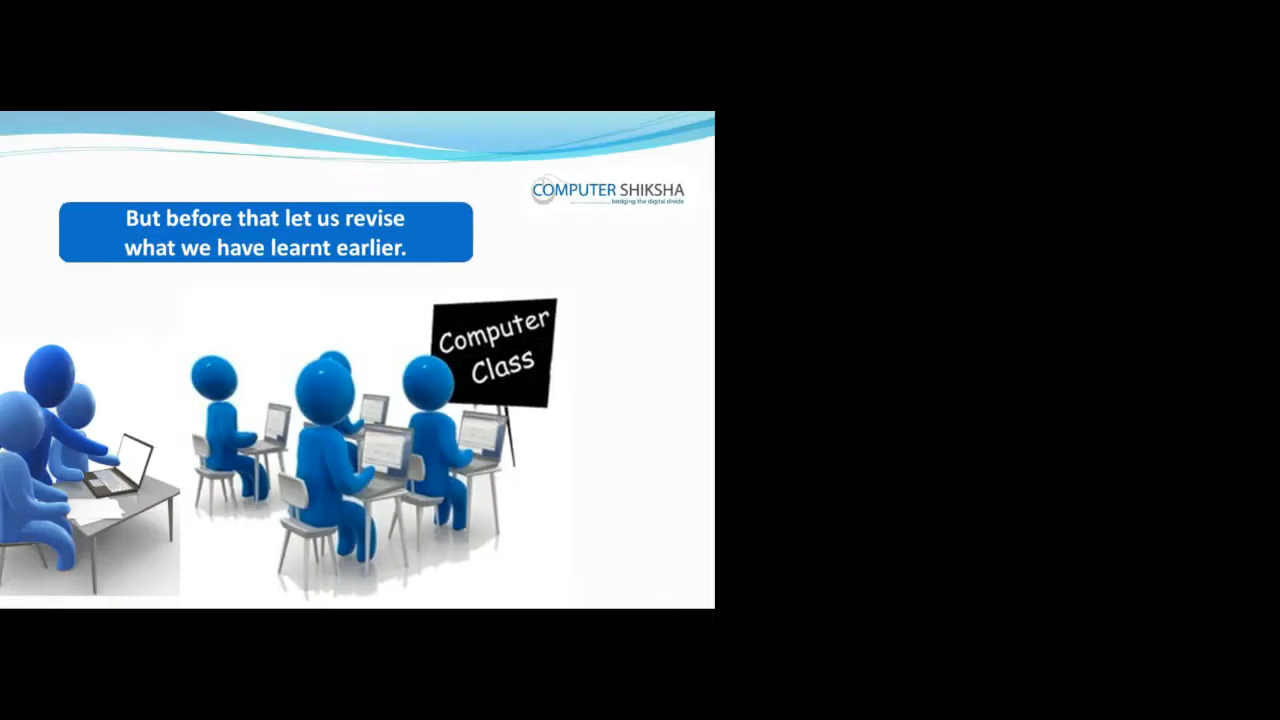 COMPUTER SHIKSHA
bridging the digital divide
But before that let us revise
what we have learnt earlier.
Computer
Class